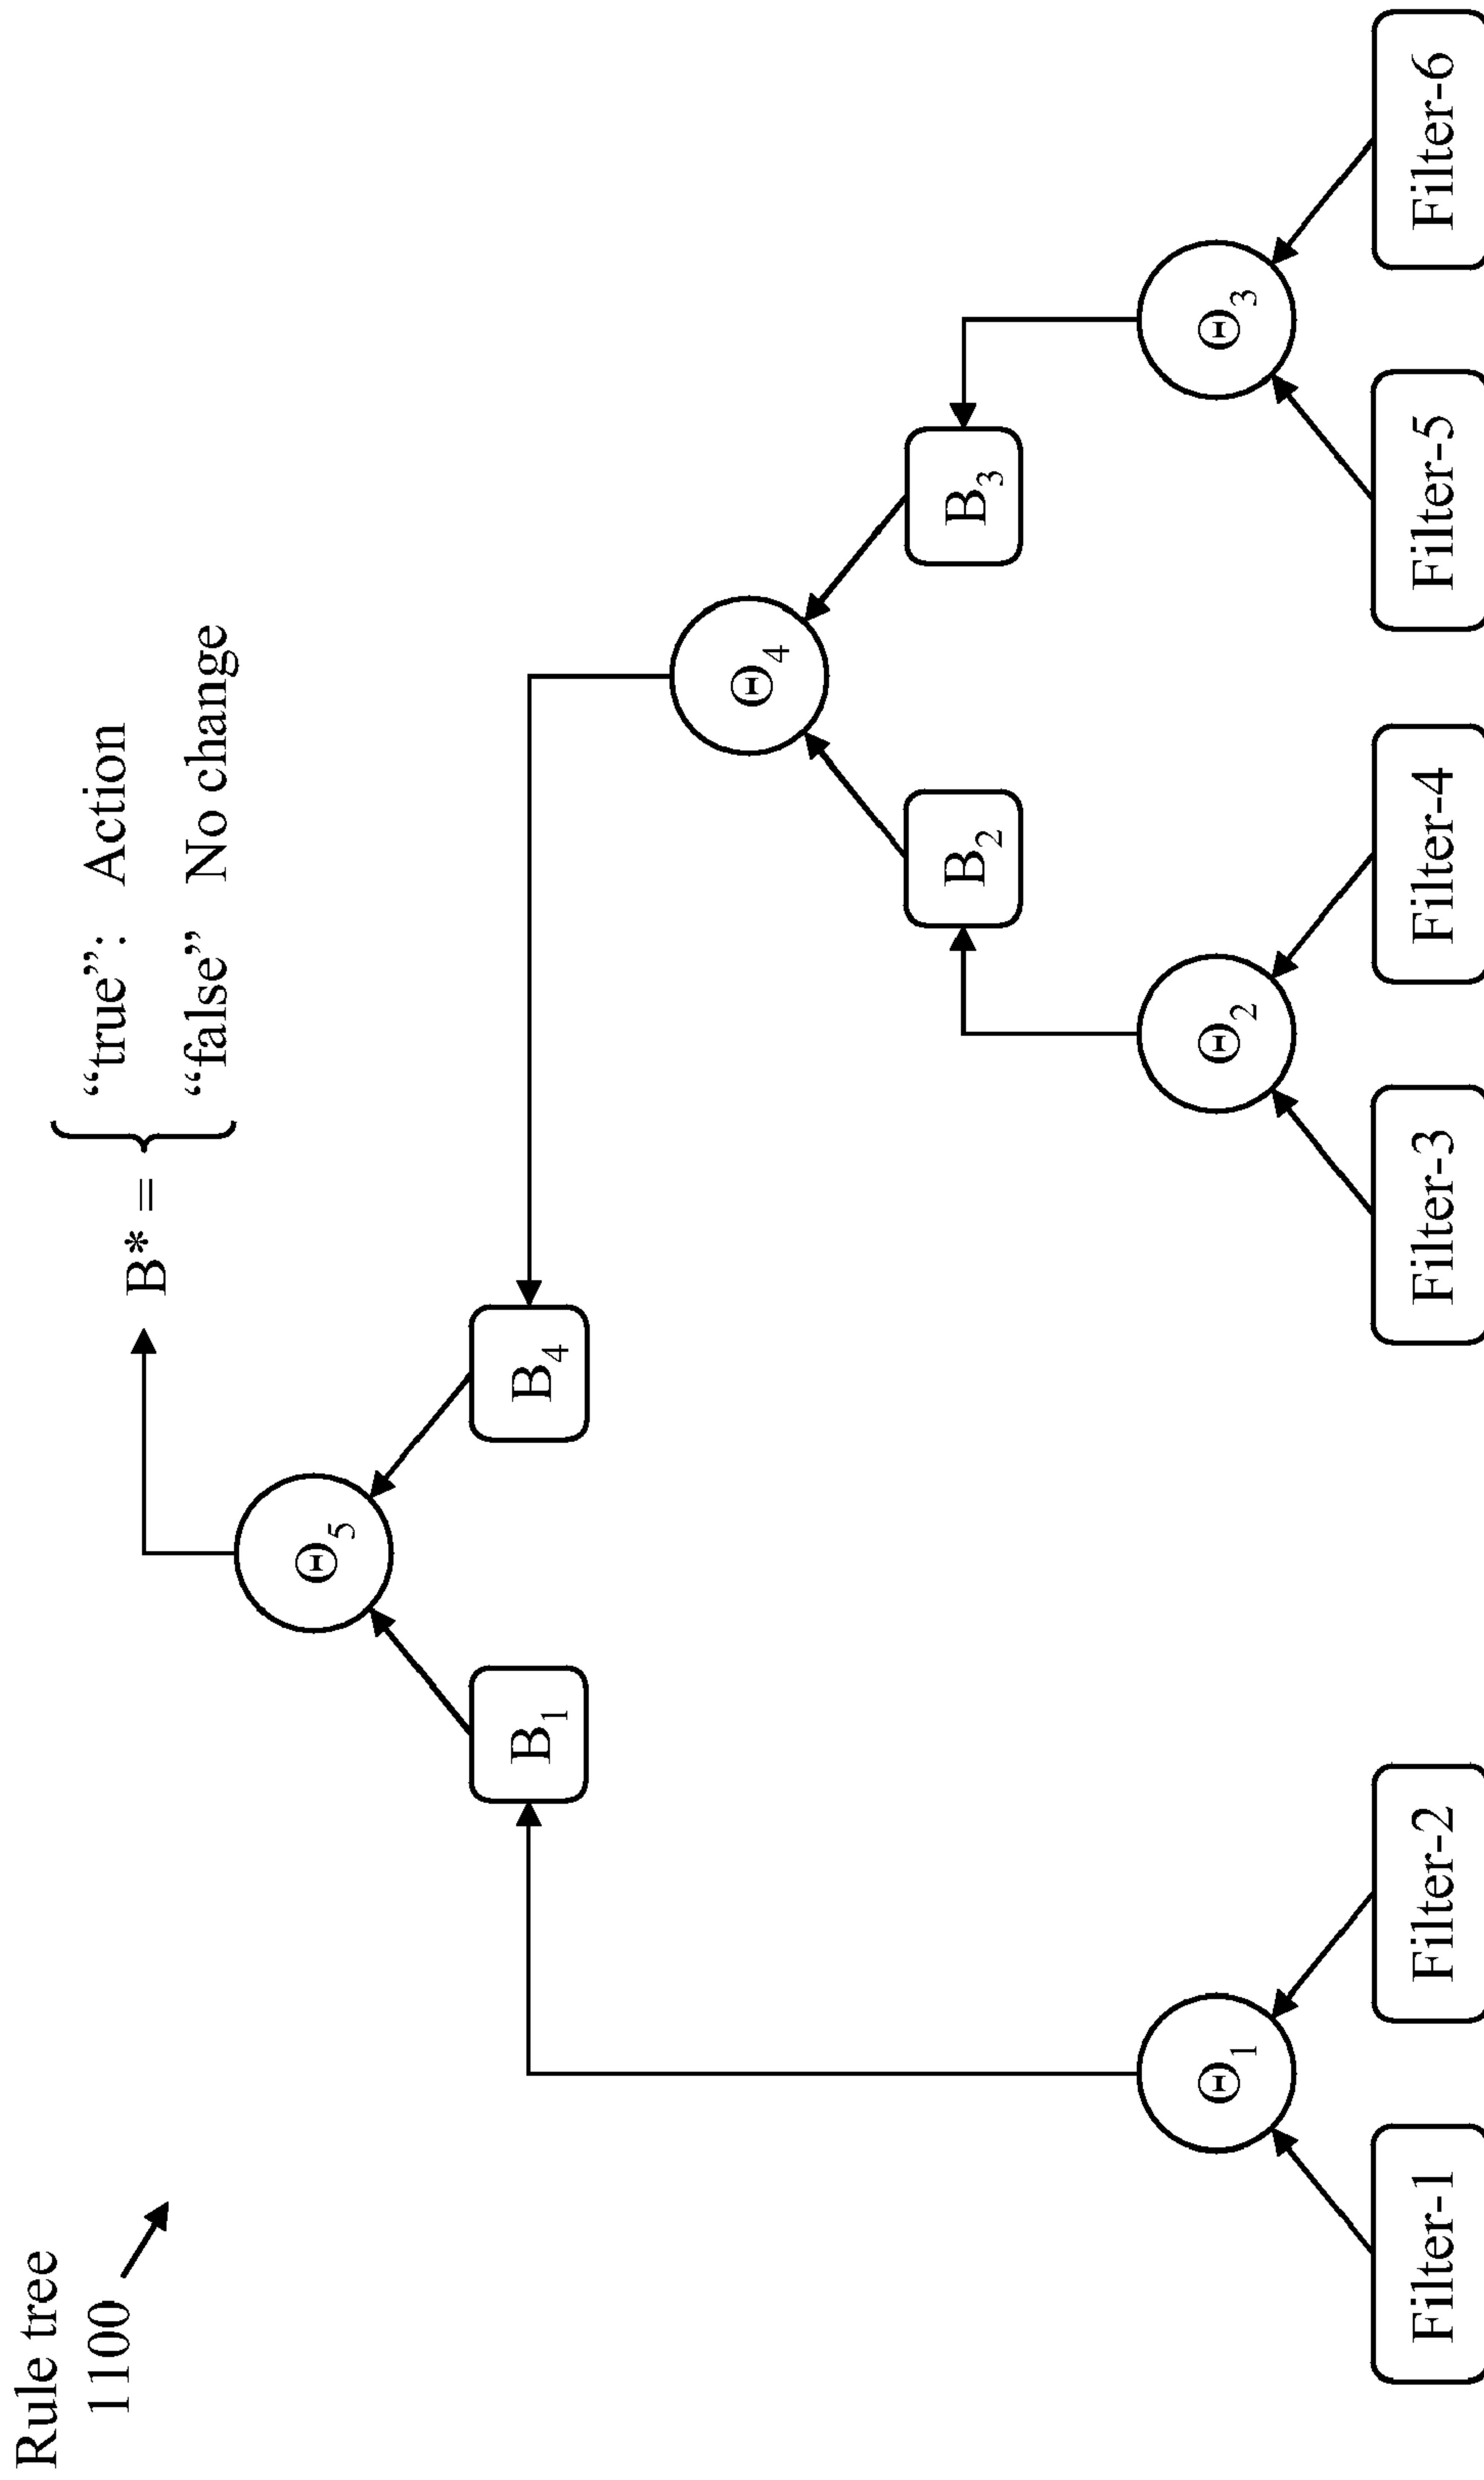 Rule tree
1100
“true”: Action
B* =
“false” No change
Θ5
B1
B4
Θ4
B2
B3
Θ1
Θ2
Θ3
Filter-1
Filter-2
Filter-3
Filter-4
Filter-5
Filter-6